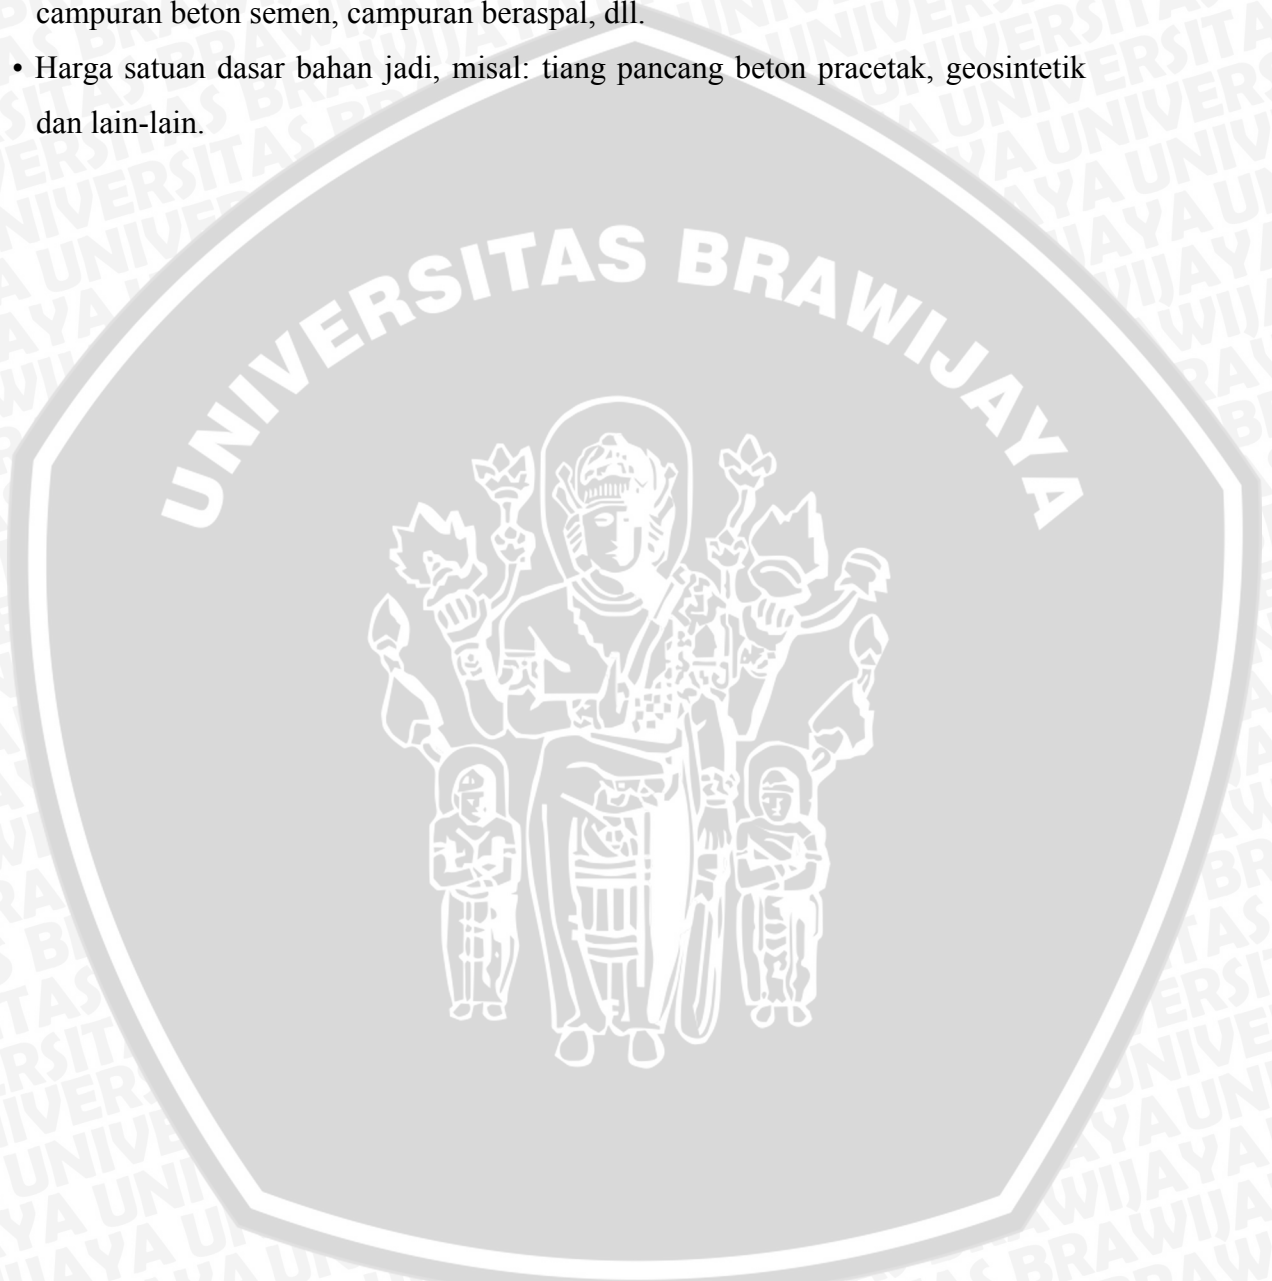 campuran beton semen, campuran beraspal, dll.
• Harga satuan dasar bahan jadi, misal: tiang pancang beton pracetak, geosintetik
dan lain-lain.
UNIVERSITAS BRAWIJAYA